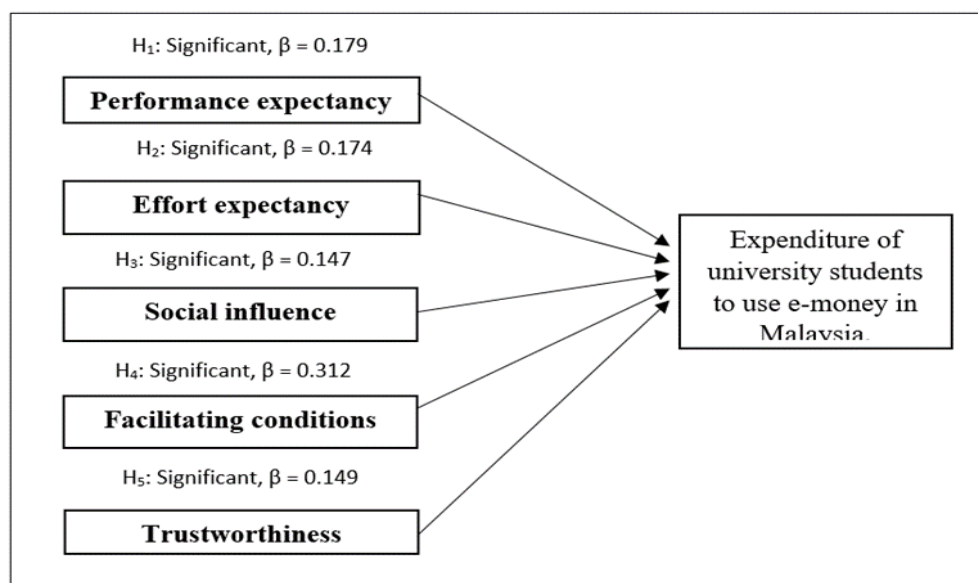 H₁: Significant, β = 0.179
Performance expectancy
H₂: Significant, β = 0.174
Effort expectancy
H₃: Significant, β = 0.147
Social influence
H₄: Significant, β = 0.312
Facilitating conditions
H₅: Significant, β = 0.149
Trustworthiness
Expenditure of
university students
to use e-money in
Malaysia.